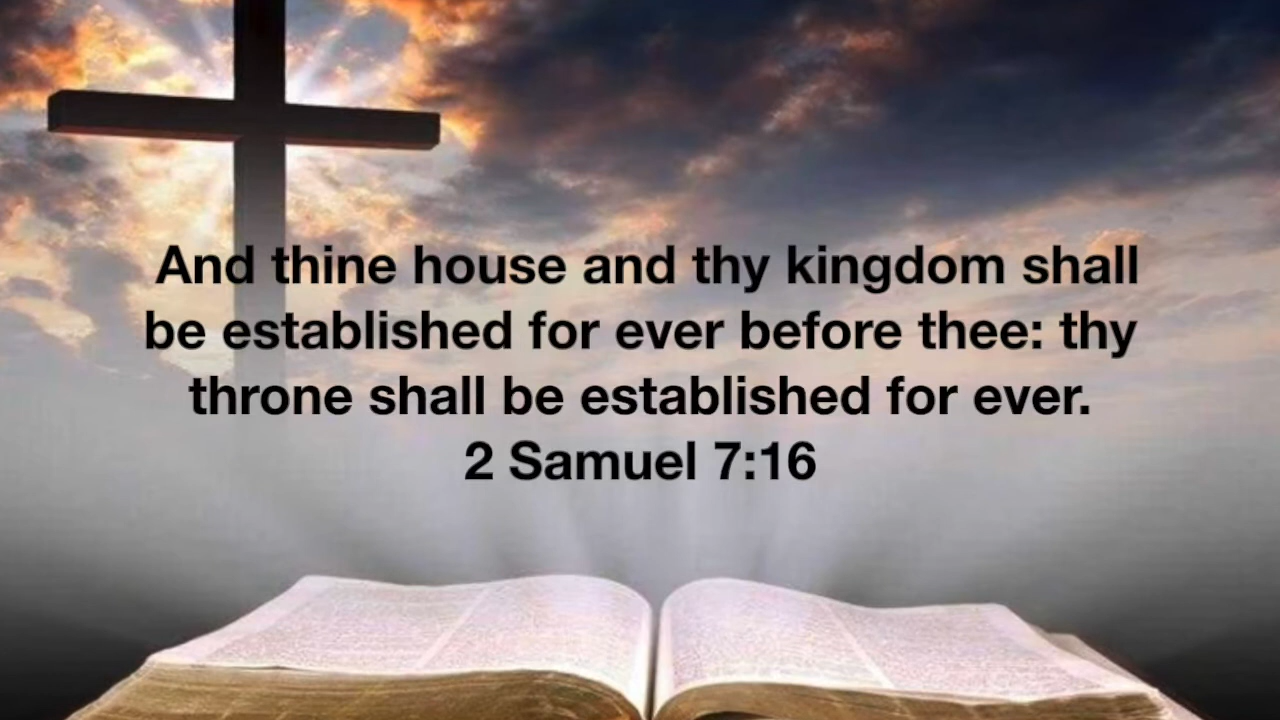 And thine house and thy kingdom shall
be established for ever before thee: thy
throne shall be established for ever.
2 Samuel 7:16